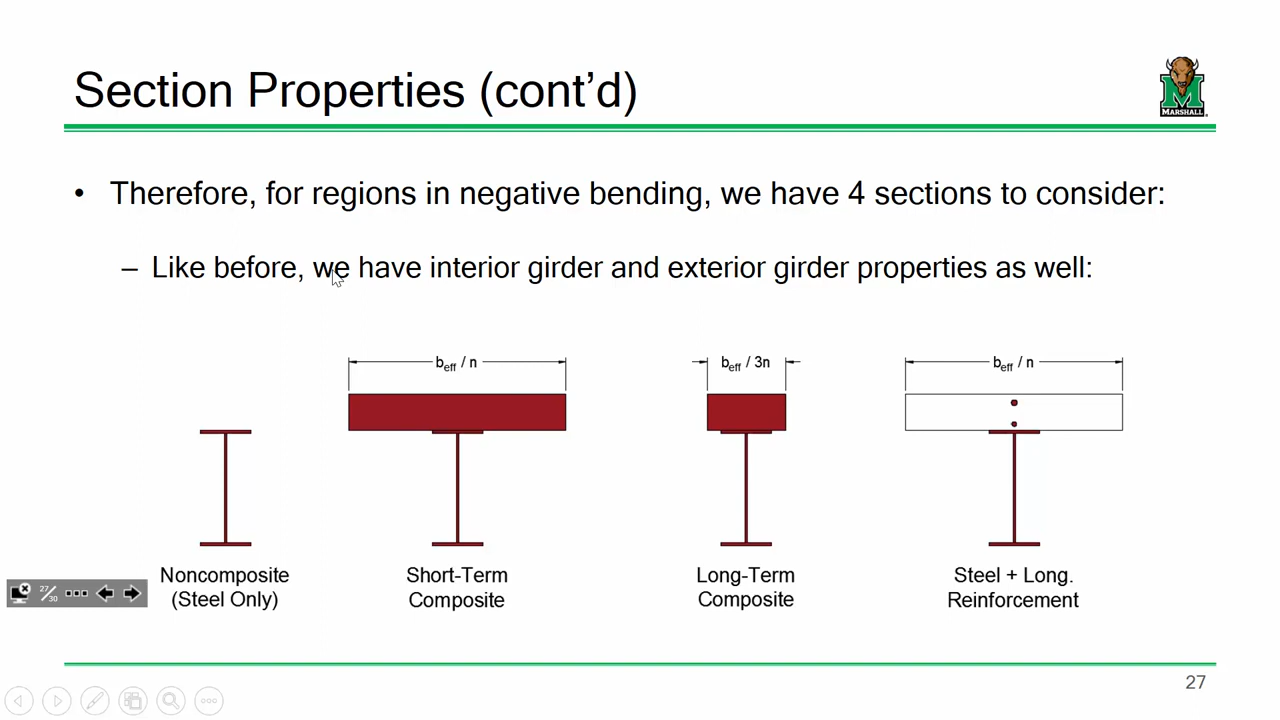 Section Properties (cont’d)
MARSHALL
• Therefore, for regions in negative bending, we have 4 sections to consider:
– Like before, we have interior girder and exterior girder properties as well:
beff / n
beff / 3n
beff / n
Noncomposite
(Steel Only)
Short-Term
Composite
Long-Term
Composite
Steel + Long.
Reinforcement
27/30
27